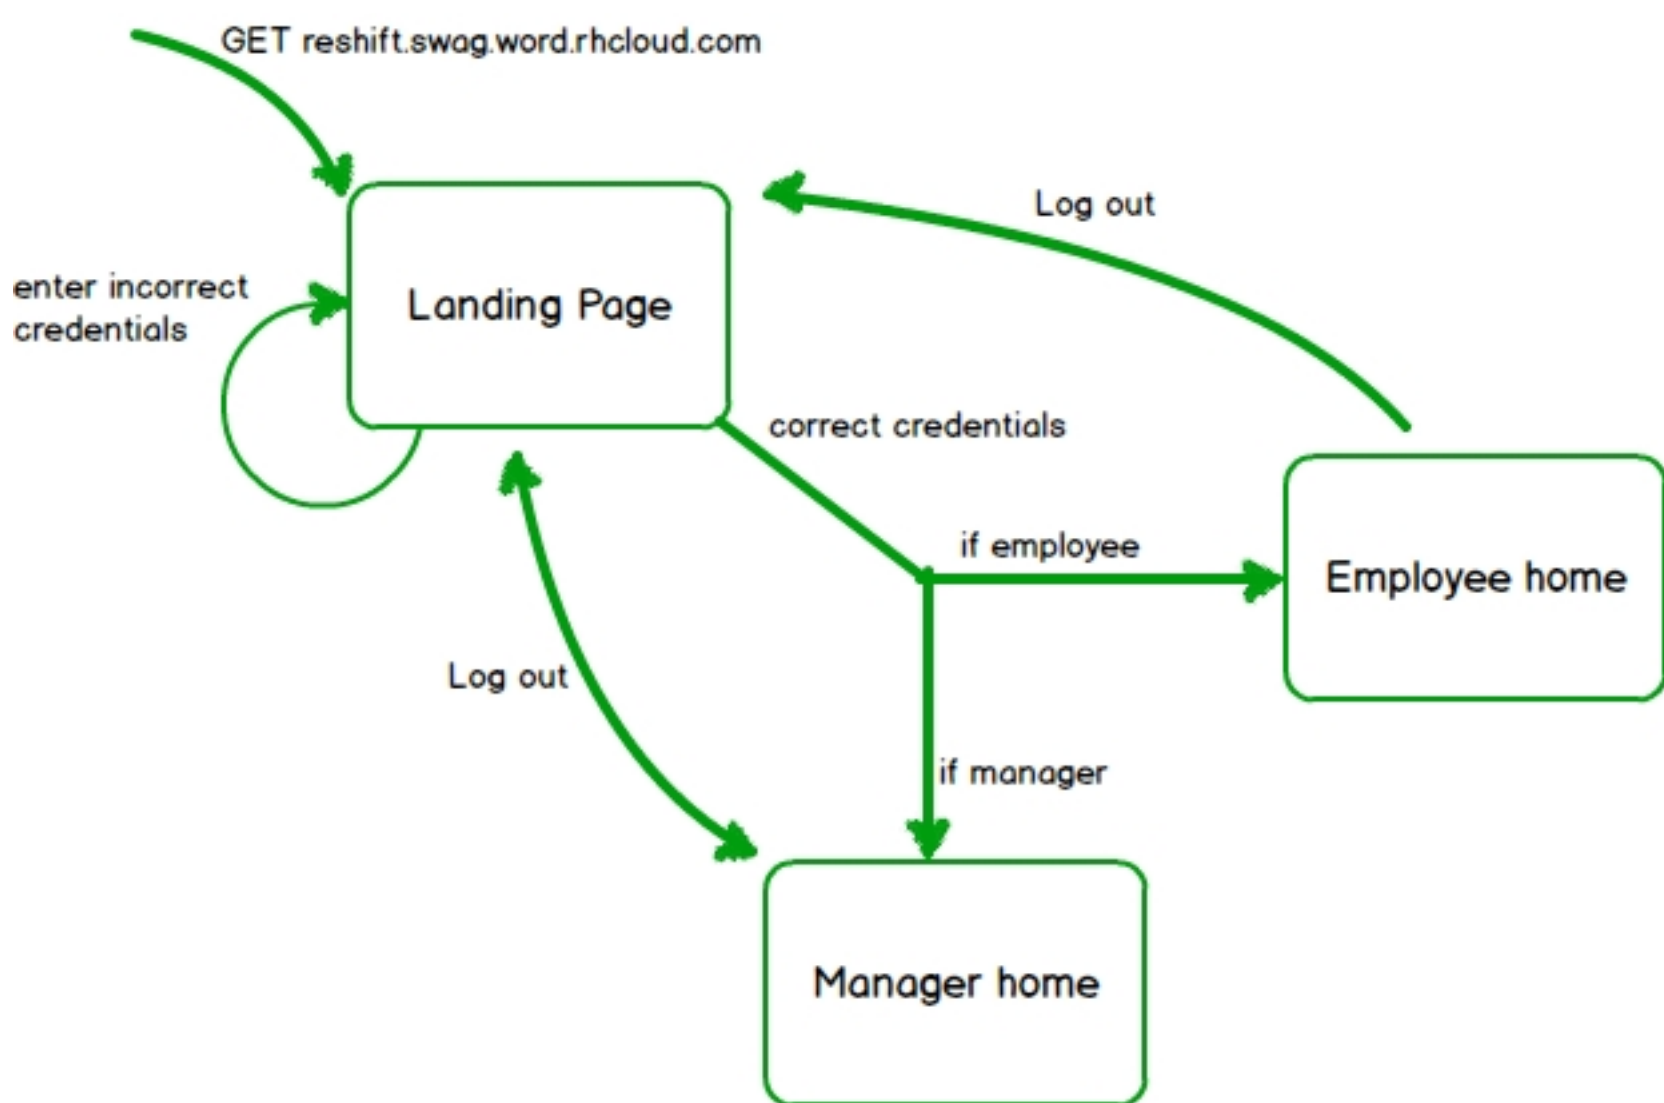 GET reshift.swag.word.rhcloud.com
Log out
enter incorrect
credentials
Landing Page
correct credentials
if employee
Employee home
Log out
if manager
Manager home